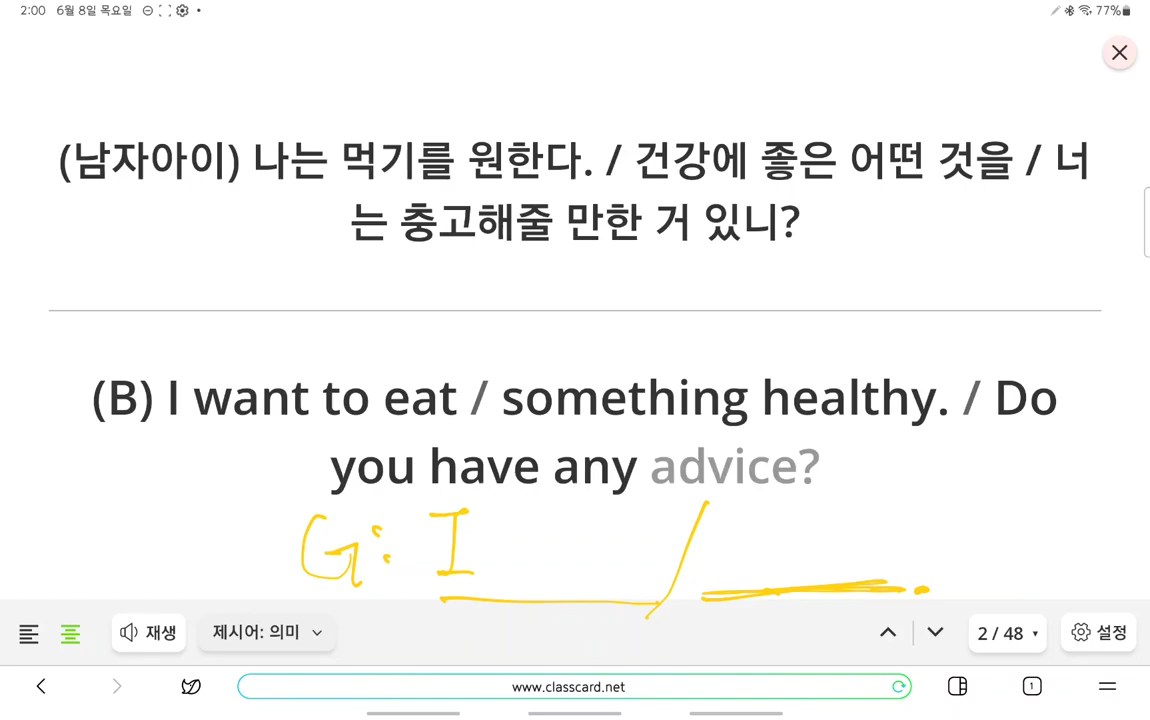 2:00 6월 8일 목요일 77%
(남자아이) 나는 먹기를 원한다. / 건강에 좋은 어떤 것을 / 너
는 충고해줄 만한 거 있니?
(B) I want to eat / something healthy. / Do
you have any advice?
G: I / .
재생 제시어: 의미 2 / 48 설정
www.classcard.net 1